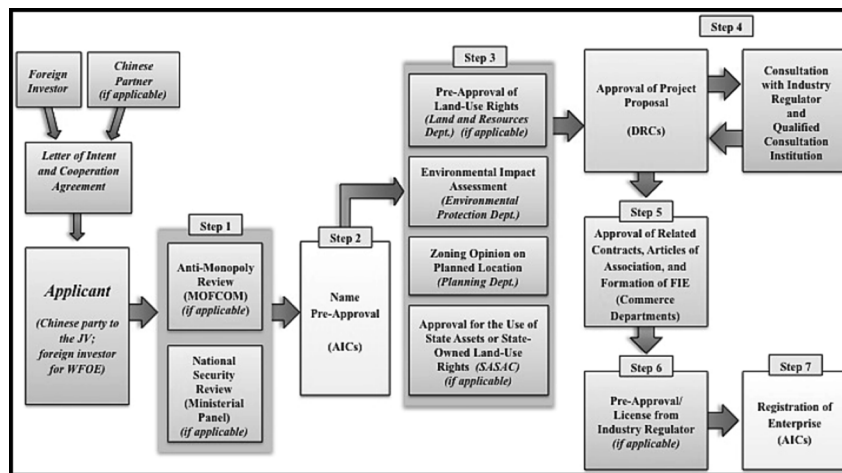 Foreign
Investor
Chinese
Partner
(if applicable)
Letter of Intent
and Cooperation
Agreement
Applicant
(Chinese party to
the JV;
foreign investor
for WFOE)
Step 1
Anti-Monopoly
Review
(MOFCOM)
(if applicable)
National
Security
Review
(Ministerial
Panel)
(if applicable)
Step 2
Name
Pre-Approval
(AICs)
Step 3
Pre-Approval of
Land-Use Rights
(Land and Resources
Dept.) (if applicable)
Environmental Impact
Assessment
(Environmental
Protection Dept.)
Zoning Opinion on
Planned Location
(Planning Dept.)
Approval for the Use of
State Assets or State-
Owned Land-Use
Rights (SASAC)
(if applicable)
Step 4
Approval of Project
Proposal
(DRCs)
Consultation
with Industry
Regulator
and
Qualified
Consultation
Institution
Step 5
Approval of Related
Contracts, Articles of
Association, and
Formation of FIE
(Commerce
Departments)
Step 6
Pre-Approval/
License from
Industry Regulator
(if applicable)
Step 7
Registration of
Enterprise
(AICs)